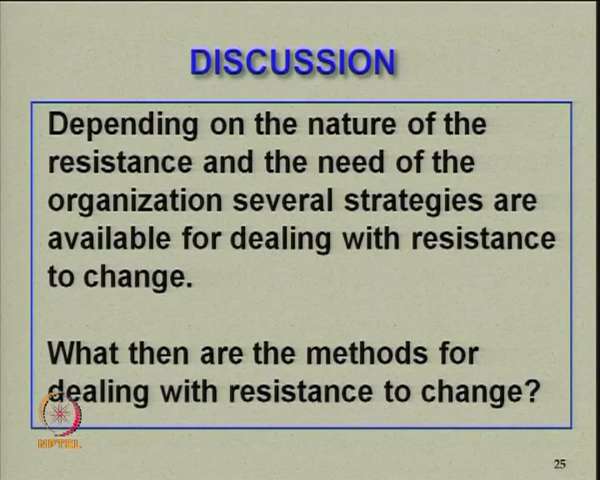 DISCUSSION
Depending on the nature of the
resistance and the need of the
organization several strategies are
available for dealing with resistance
to change.
What then are the methods for
dealing with resistance to change?
NPTEL
25